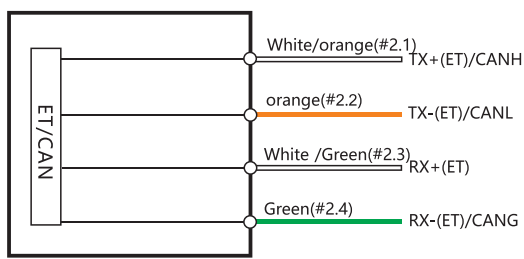 ET/CAN
White/orange(#2.1)
TX+(ET)/CANH
orange(#2.2)
TX-(ET)/CANL
White /Green(#2.3)
RX+(ET)
Green(#2.4)
RX-(ET)/CANG